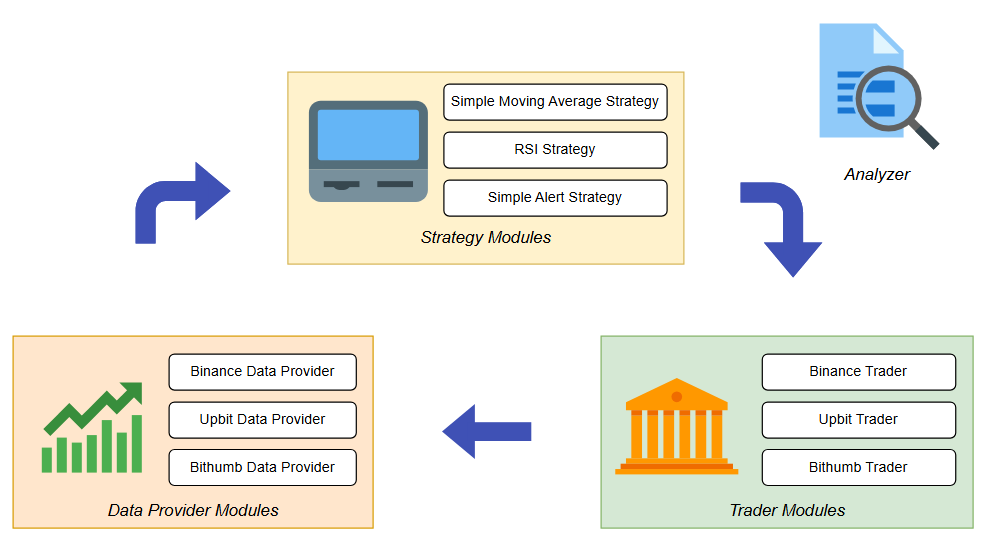 Simple Moving Average Strategy
RSI Strategy
Simple Alert Strategy
Strategy Modules
Analyzer
Binance Data Provider
Upbit Data Provider
Bithumb Data Provider
Data Provider Modules
Binance Trader
Upbit Trader
Bithumb Trader
Trader Modules